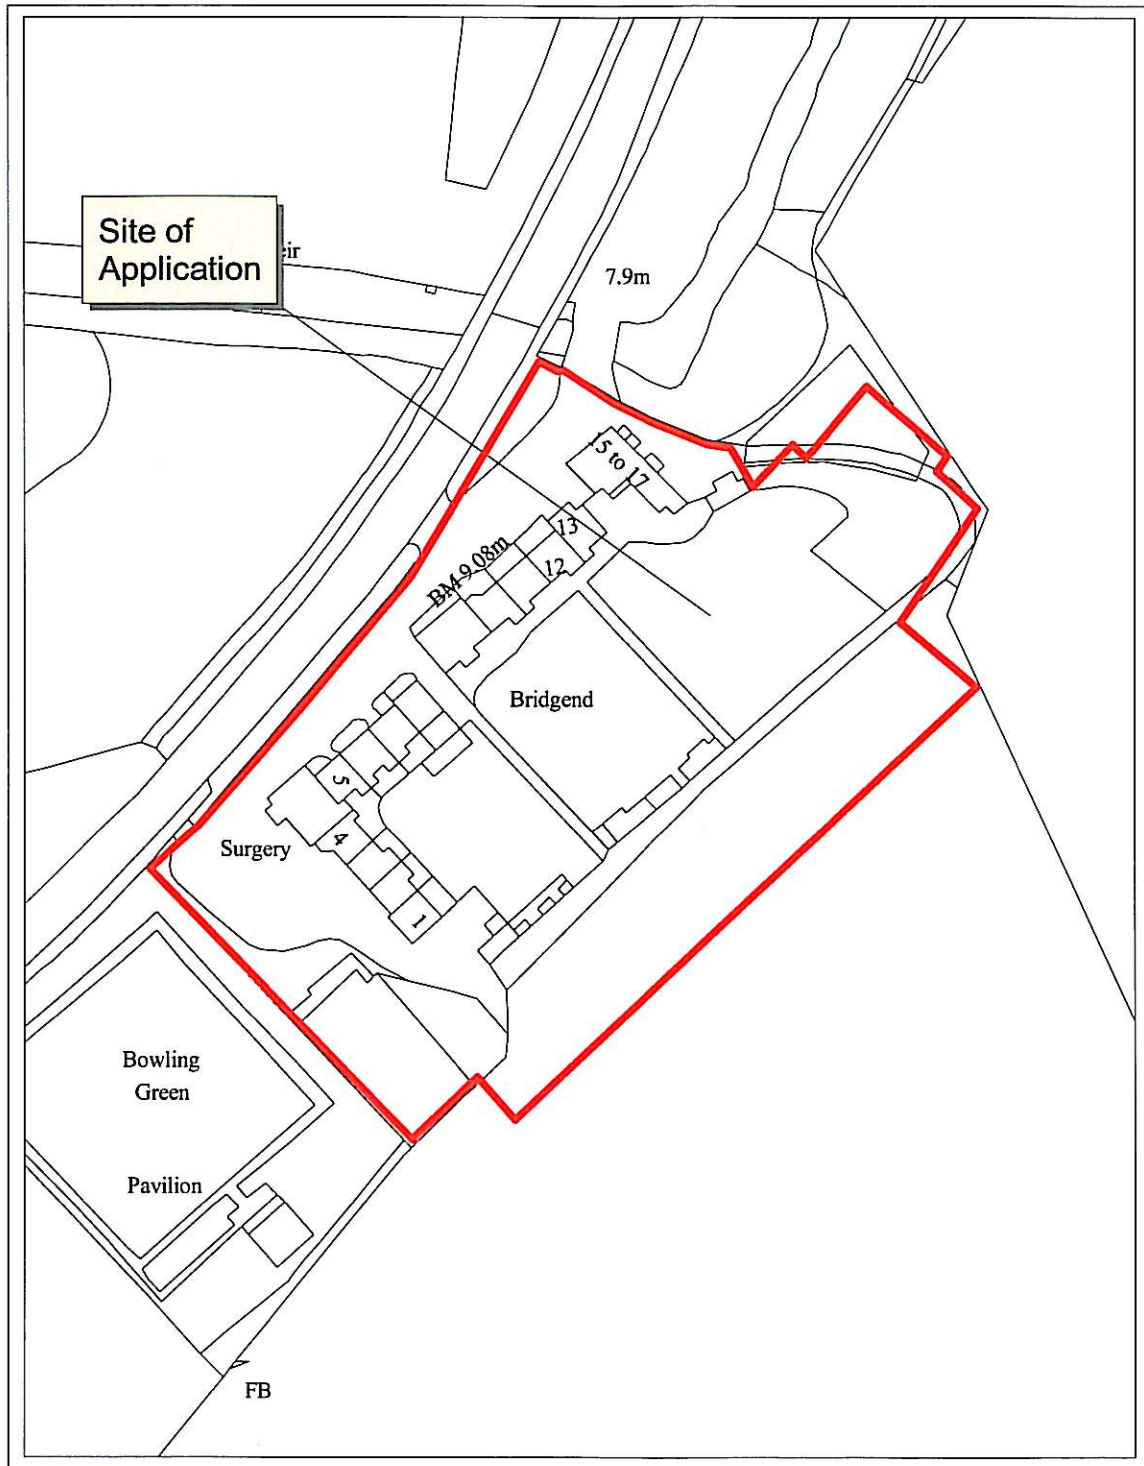 Site of
Application
eir
7.9m
15 to 17
13
BM 9.08m
12
Bridgend
5
4
Surgery
1
Bowling
Green
Pavilion
FB